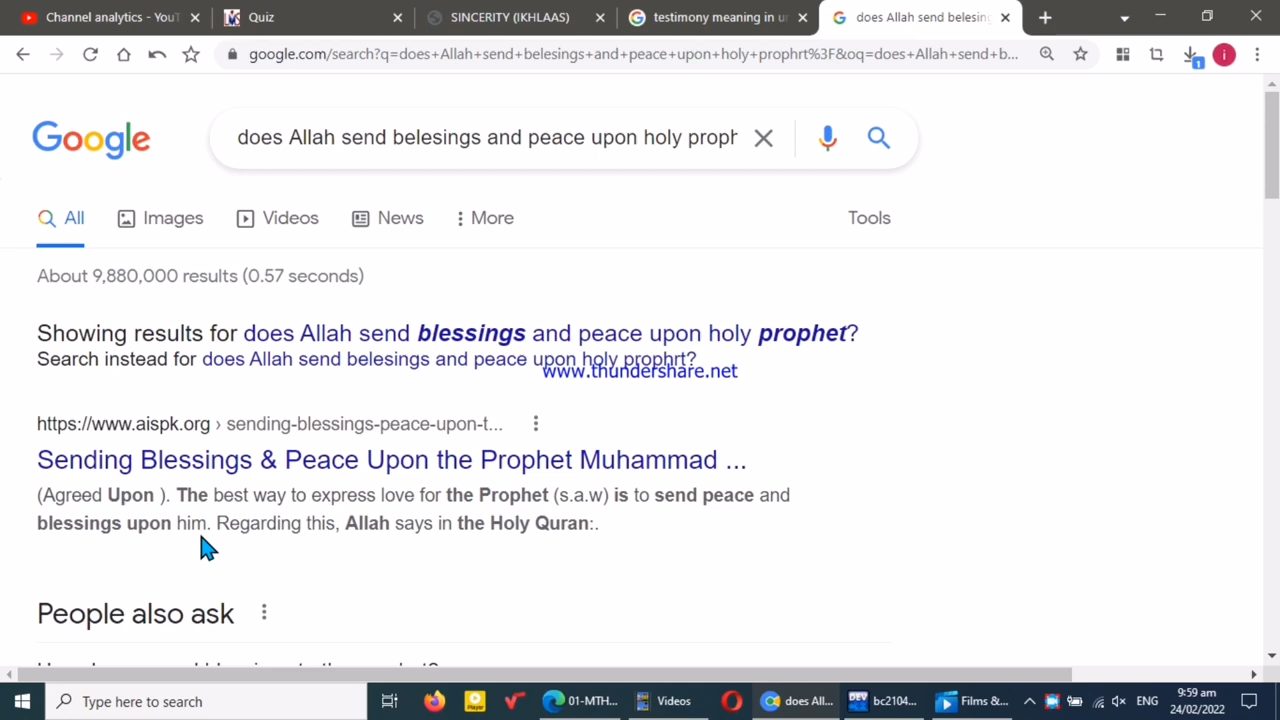 Channel analytics - YouT
Quiz
SINCERITY (IKHLAAS)
testimony meaning in ur
does Allah send belesing
google.com/search?q=does+Allah+send+belesings+and+peace+upon+holy+prophrt%3F&oq=does+Allah+send+b...
1
i
Google
does Allah send belesings and peace upon holy proph
All
Images
Videos
News
More
Tools
About 9,880,000 results (0.57 seconds)
Showing results for does Allah send blessings and peace upon holy prophet?
Search instead for does Allah send belesings and peace upon holy prophrt?
www.thundershare.net
https://www.aispk.org › sending-blessings-peace-upon-t...
Sending Blessings & Peace Upon the Prophet Muhammad ...
(Agreed Upon ). The best way to express love for the Prophet (s.a.w) is to send peace and
blessings upon him. Regarding this, Allah says in the Holy Quran:.
People also ask
Type here to search
Player
01-MTH...
Videos
does All...
DEV
bc2104...
Films &...
ENG
9:59 am
24/02/2022